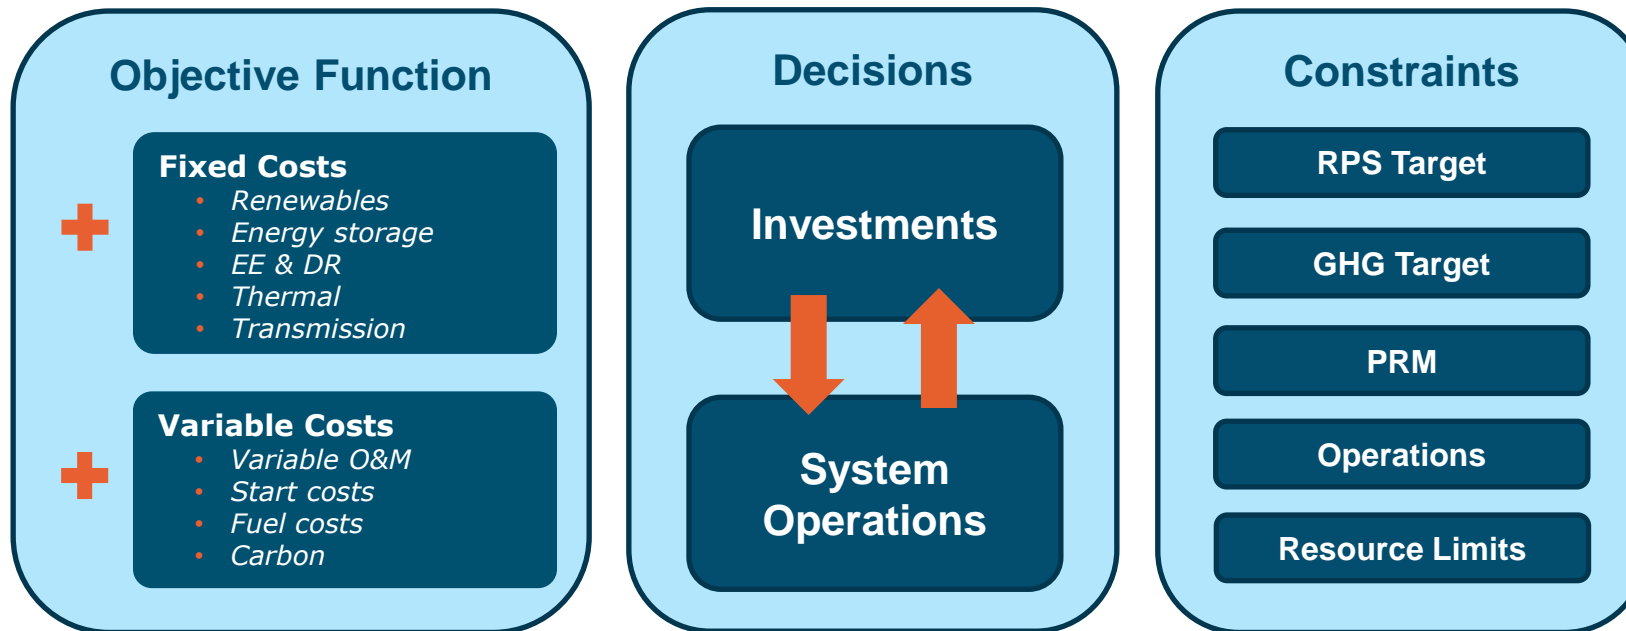 Objective Function
Fixed Costs
• Renewables
• Energy storage
• EE & DR
• Thermal
• Transmission
Variable Costs
• Variable O&M
• Start costs
• Fuel costs
• Carbon
Decisions
Investments
System
Operations
Constraints
RPS Target
GHG Target
PRM
Operations
Resource Limits